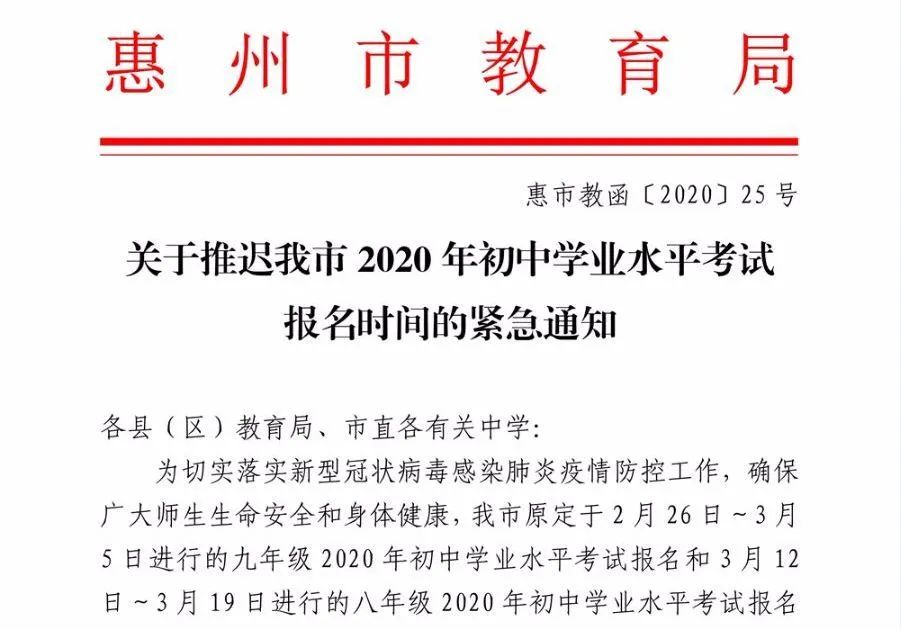 惠州市教育局
惠市教函〔2020〕25号
关于推迟我市2020年初中学业水平考试
报名时间的紧急通知
各县（区）教育局、市直各有关中学：
为切实落实新型冠状病毒感染肺炎疫情防控工作，确保
广大师生生命安全和身体健康，我市原定于2月26日～3月
5日进行的九年级2020年初中学业水平考试报名和3月12
日～3月19日进行的八年级2020年初中学业水平考试报名